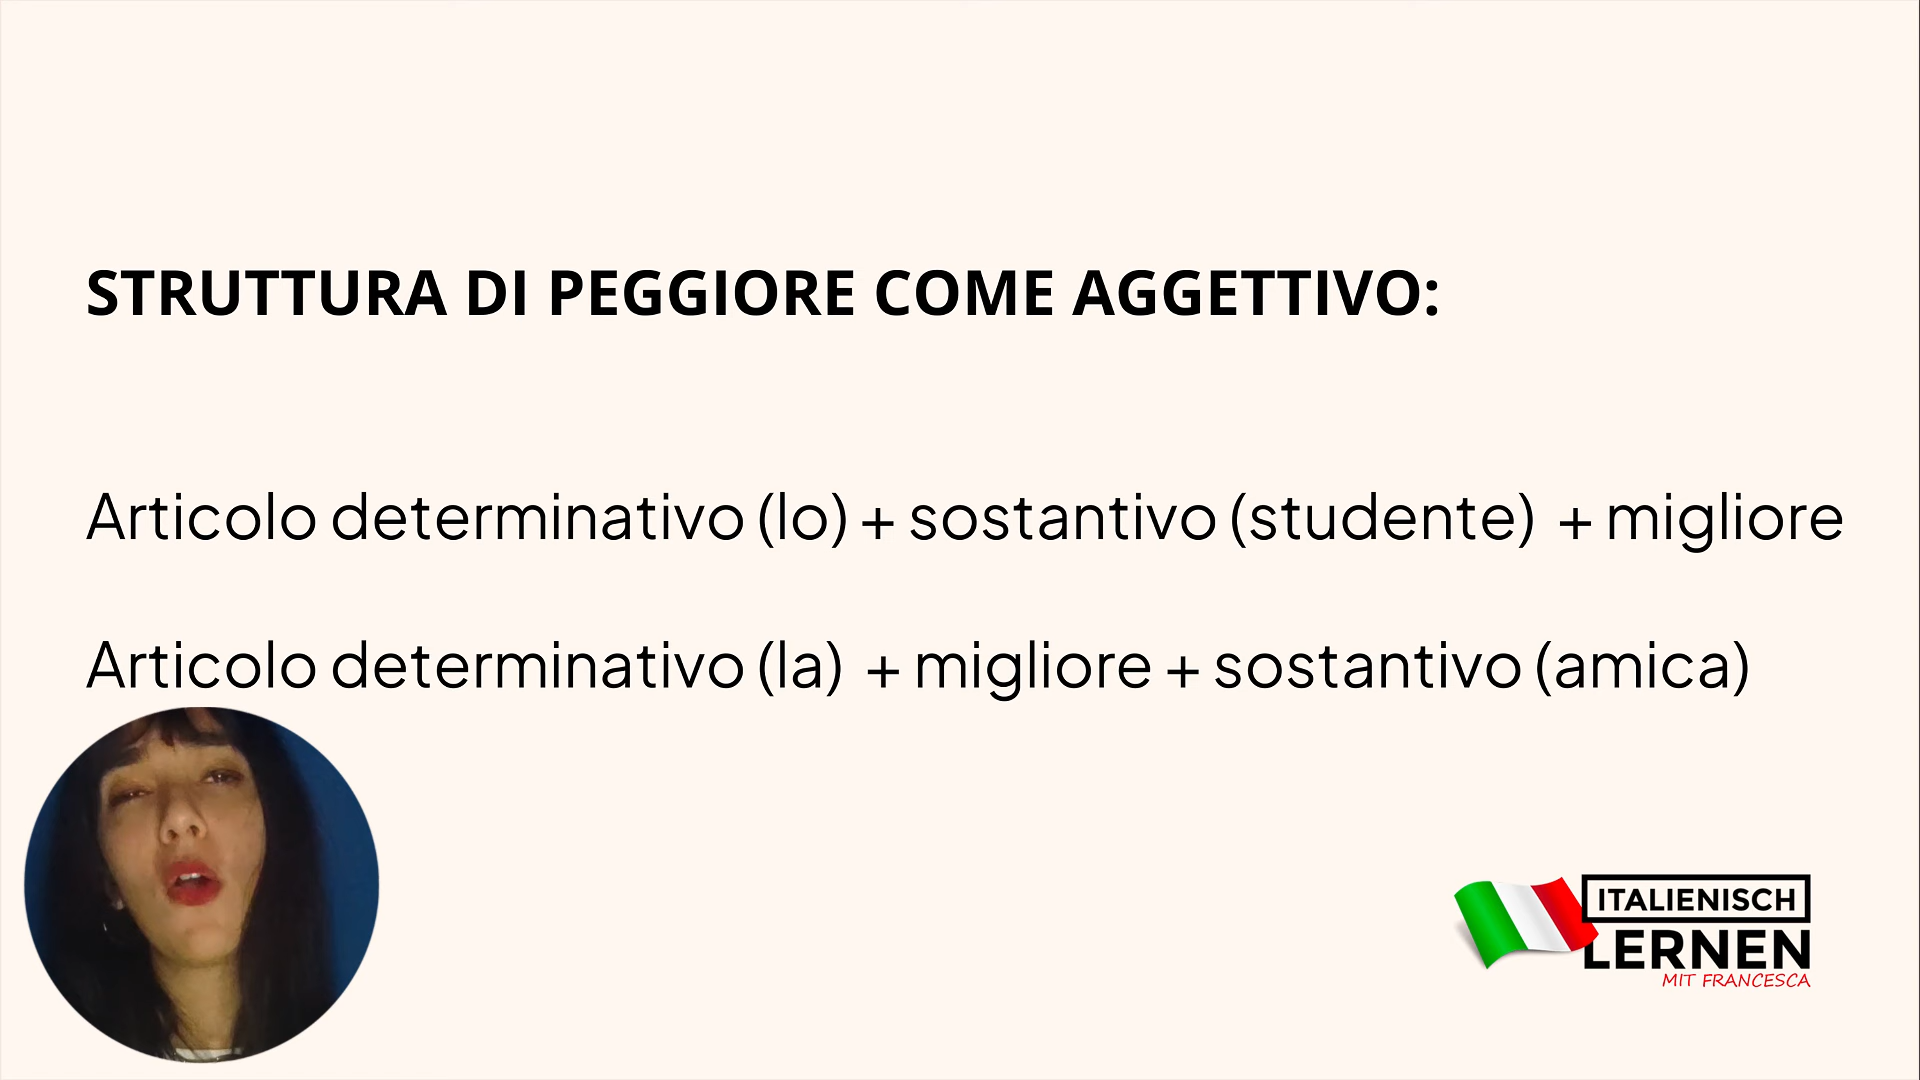 STRUTTURA DI PEGGIORE COME AGGETTIVO:
Articolo determinativo (lo) + sostantivo (studente) + migliore
Articolo determinativo (la) + migliore + sostantivo (amica)
ITALIENISCH
LERNEN
MIT FRANCESCA